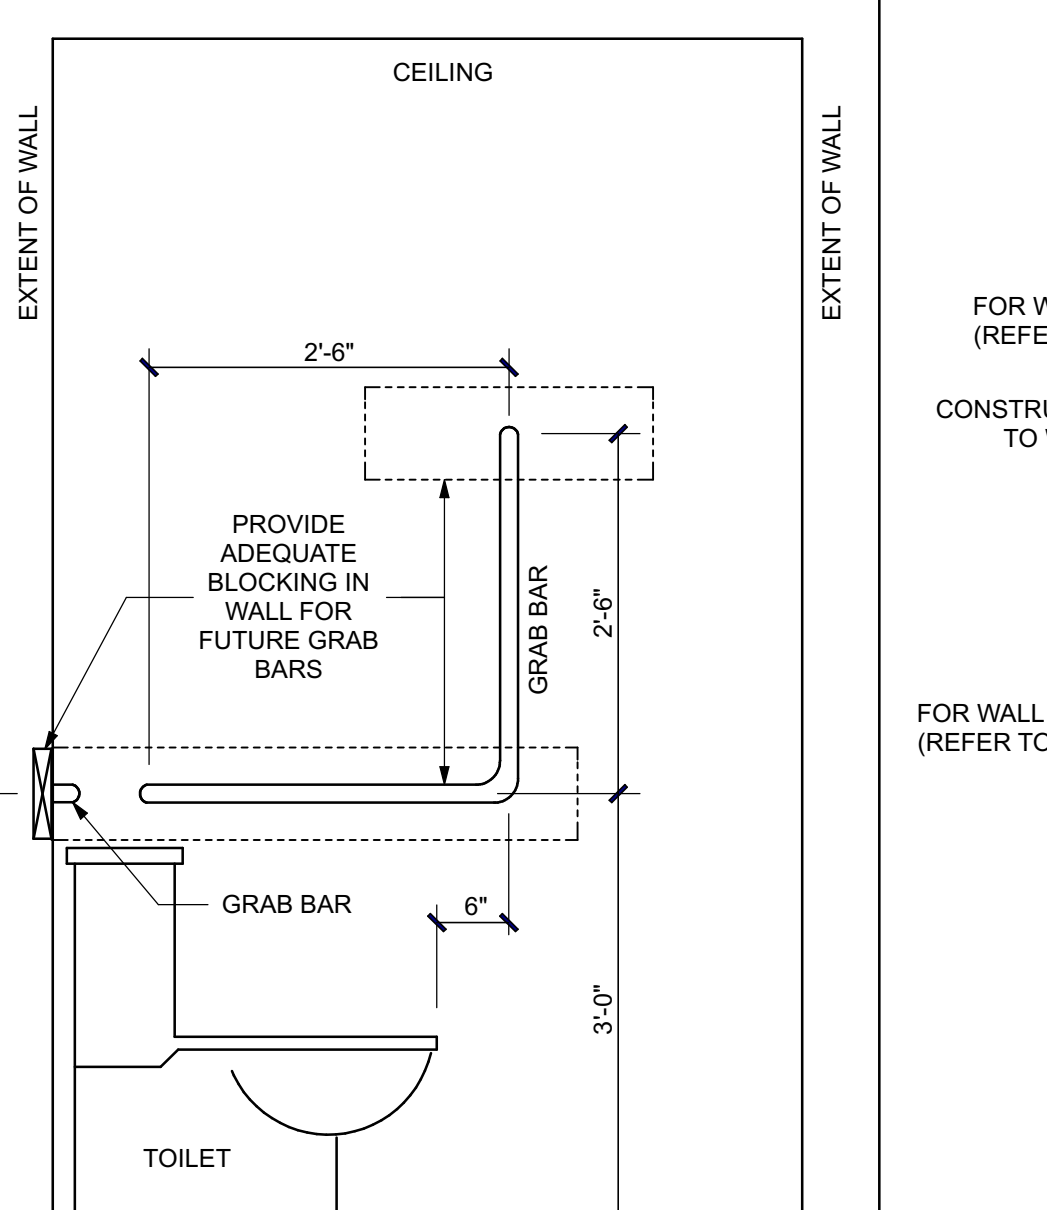 CEILING
EXTENT OF WALL
EXTENT OF WALL
2'-6"
PROVIDE
ADEQUATE
BLOCKING IN
WALL FOR
FUTURE GRAB
BARS
GRAB BAR
2'-6"
GRAB BAR
6"
3'-0"
TOILET
FOR W
(REFE
CONSTRU
TO
FOR WALL
(REFER TO